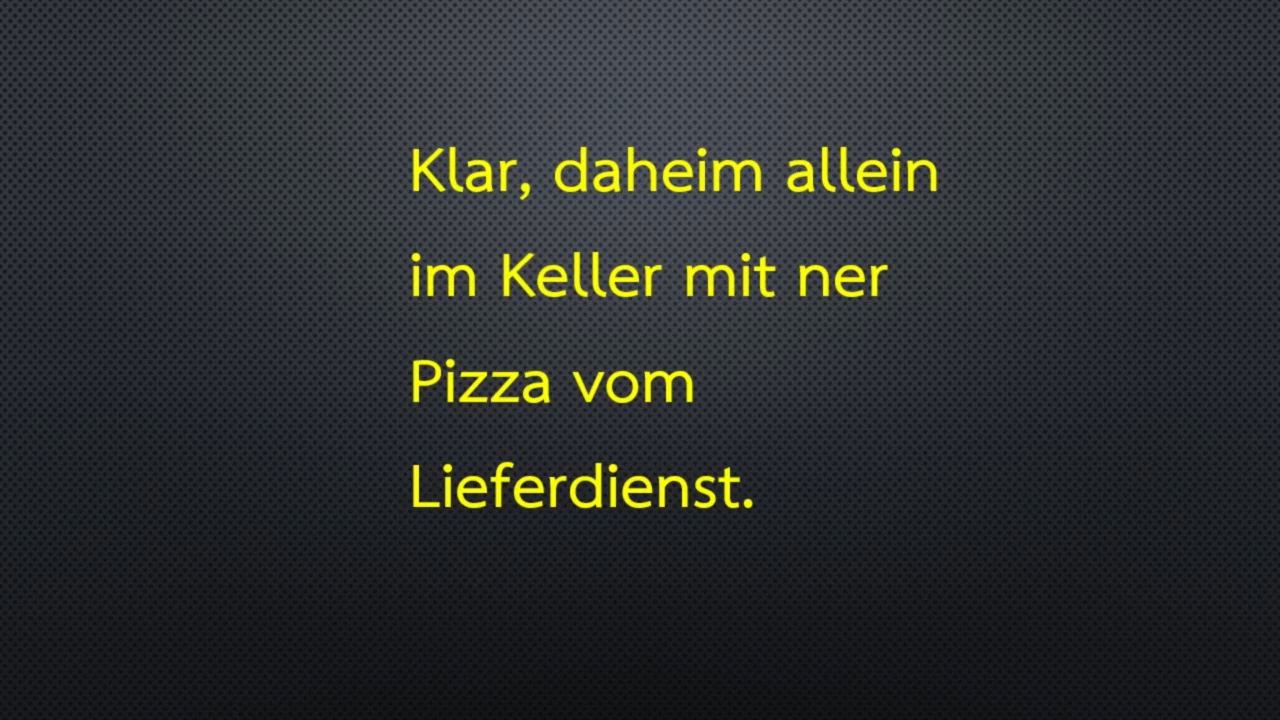 Klar, daheim allein
im Keller mit ner
Pizza vom
Lieferdienst.